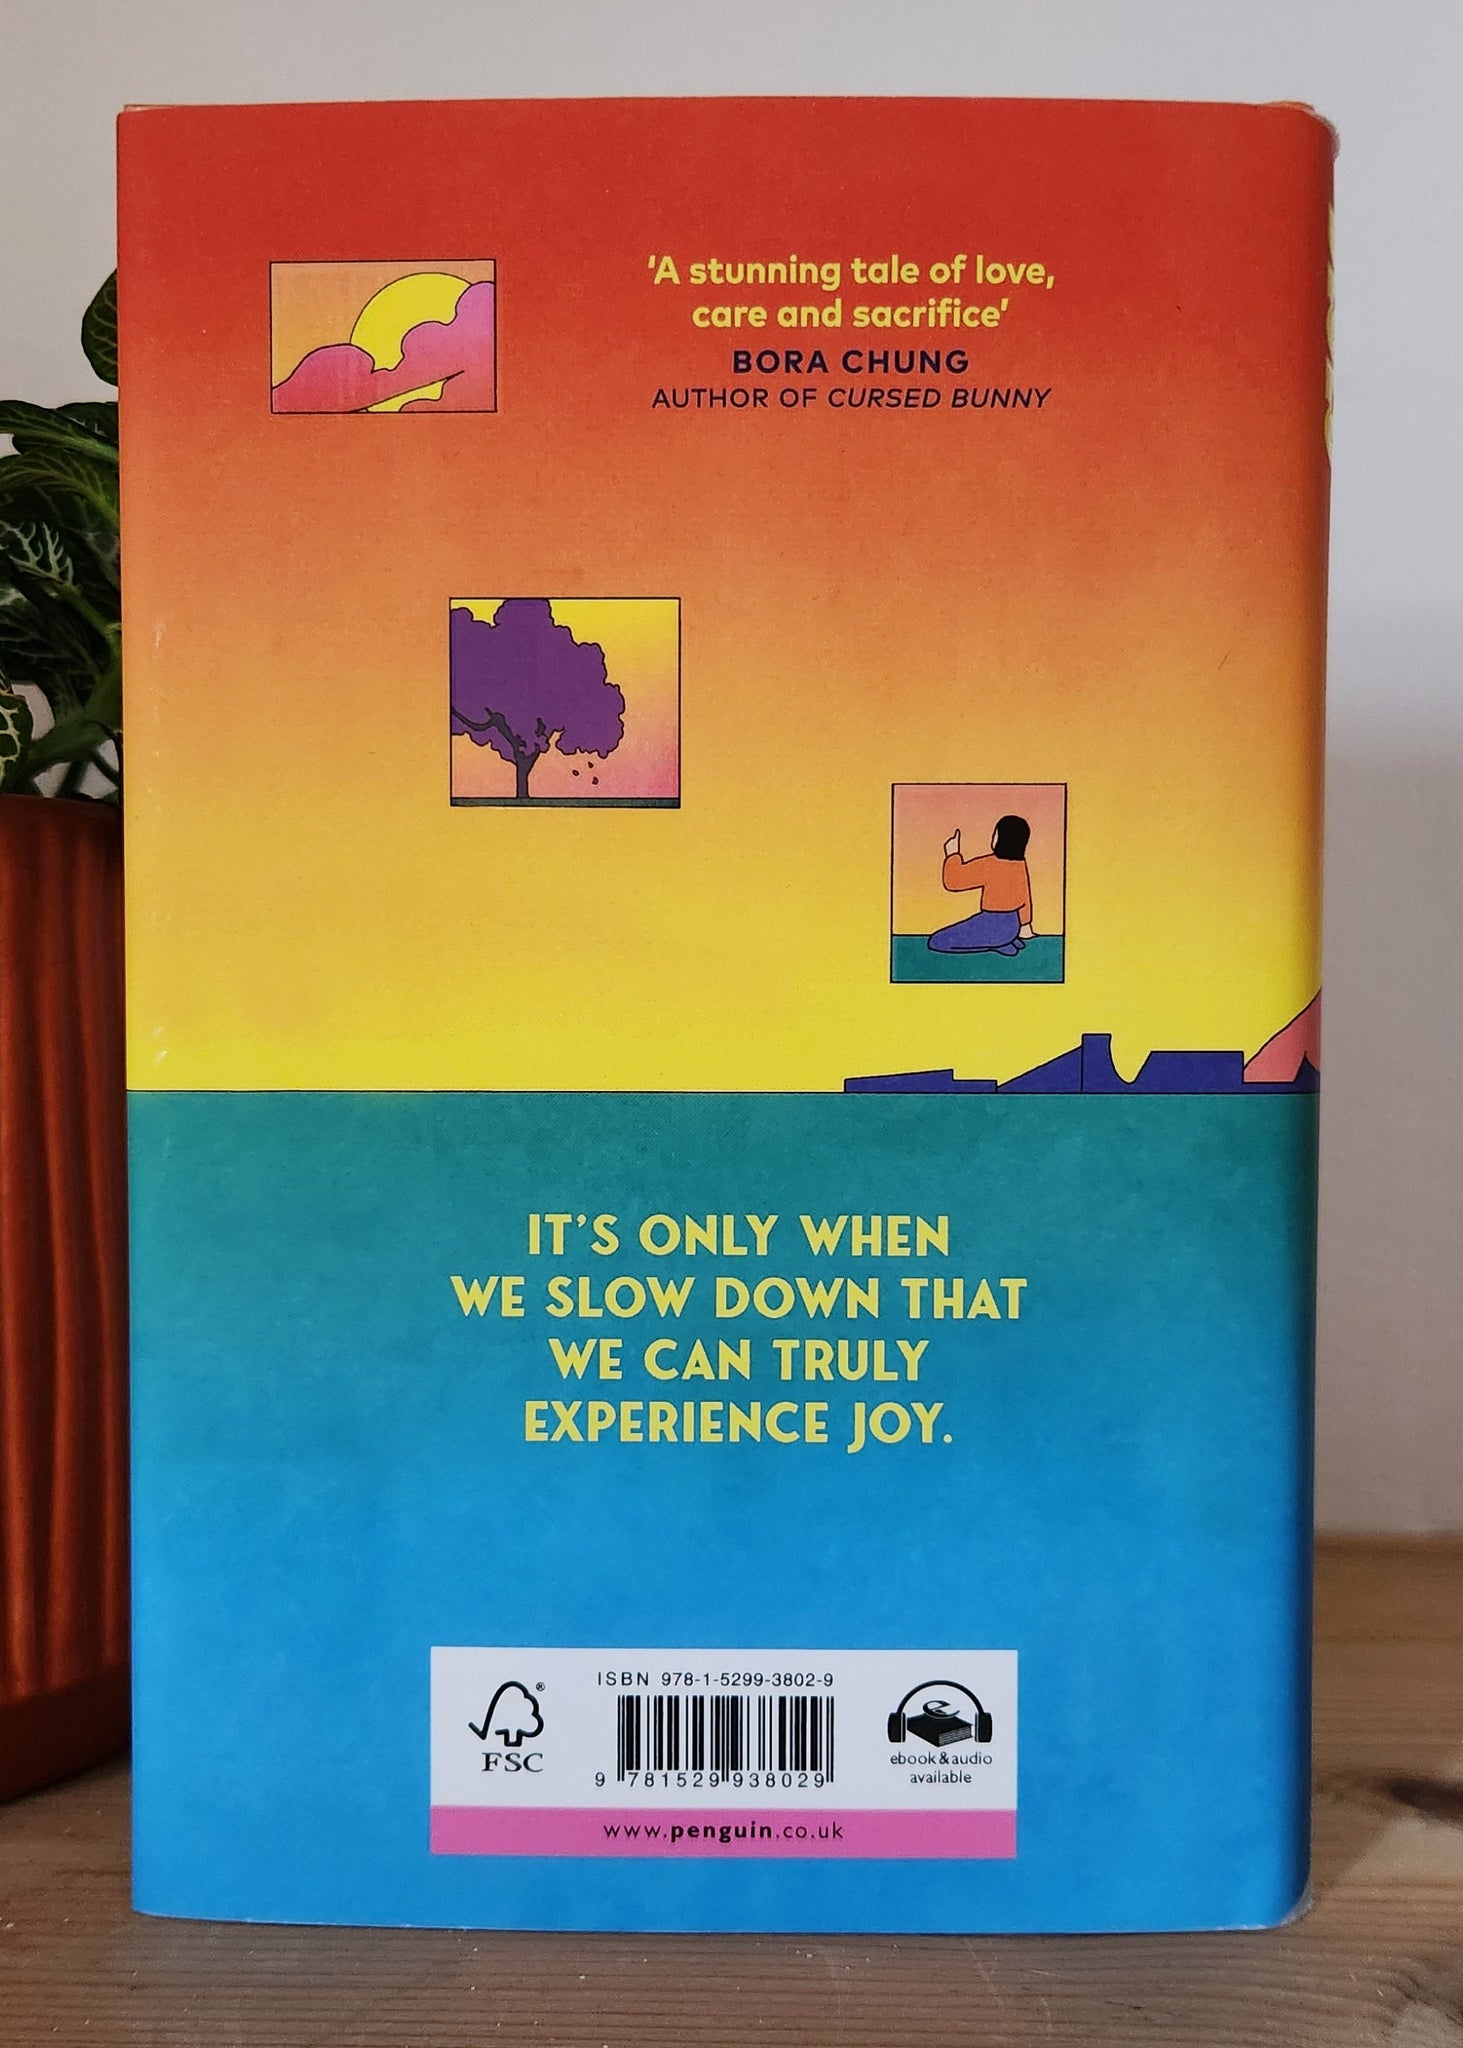 ‘A stunning tale of love,
care and sacrifice’
BORA CHUNG
AUTHOR OF CURSED BUNNY
IT’S ONLY WHEN
WE SLOW DOWN THAT
WE CAN TRULY
EXPERIENCE JOY.
ISBN 978-1-5299-3802-9
9 781529 938029
® 
FSC
e
ebook & audio
available
www.penguin.co.uk